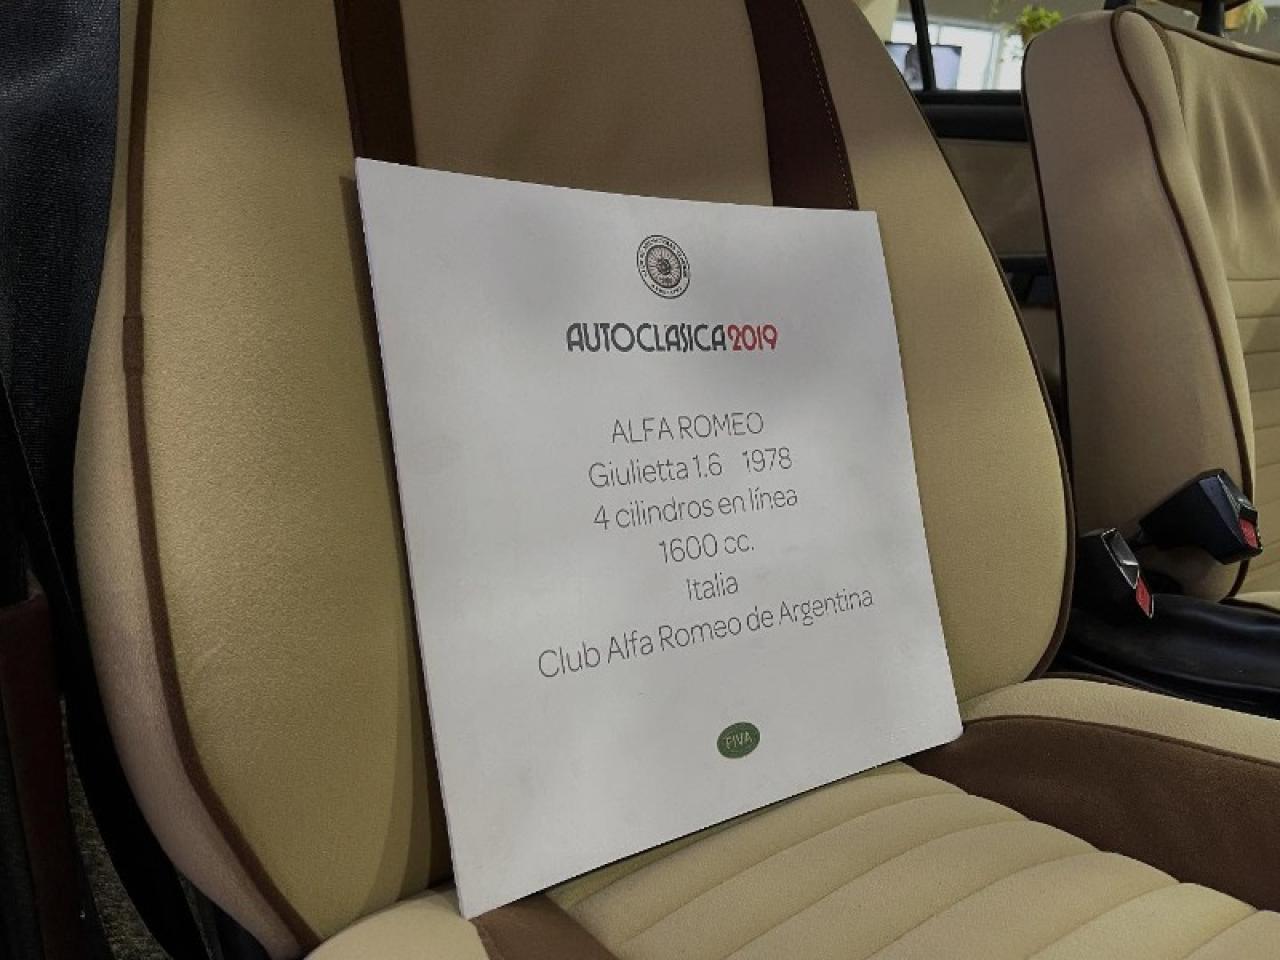 AUTOCLASICA2019
ALFA ROMEO
Giulietta 1.6 1978
4 cilindros en línea
1600 cc.
Italia
Club Alfa Romeo de Argentina
FIVA